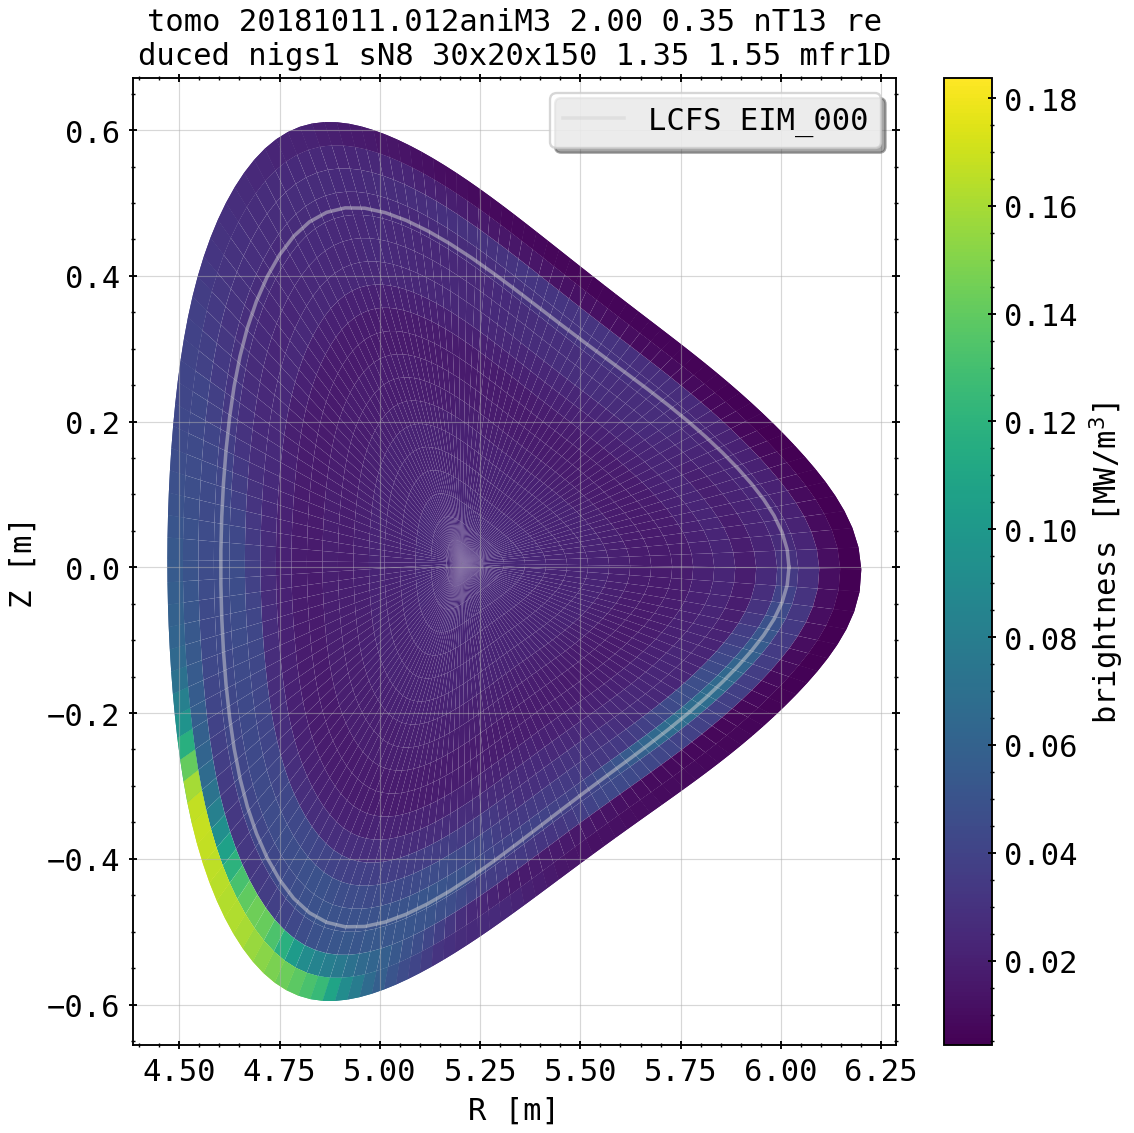 tomo 20181011.012aniM3 2.00 0.35 nT13 re
duced nigs1 sN8 30x20x150 1.35 1.55 mfr1D
LCFS EIM_000
0.6
0.4
0.2
0.0
−0.2
−0.4
−0.6
Z [m]
4.50 4.75 5.00 5.25 5.50 5.75 6.00 6.25
R [m]
0.18
0.16
0.14
0.12
0.10
0.08
0.06
0.04
0.02
brightness [MW/m³]